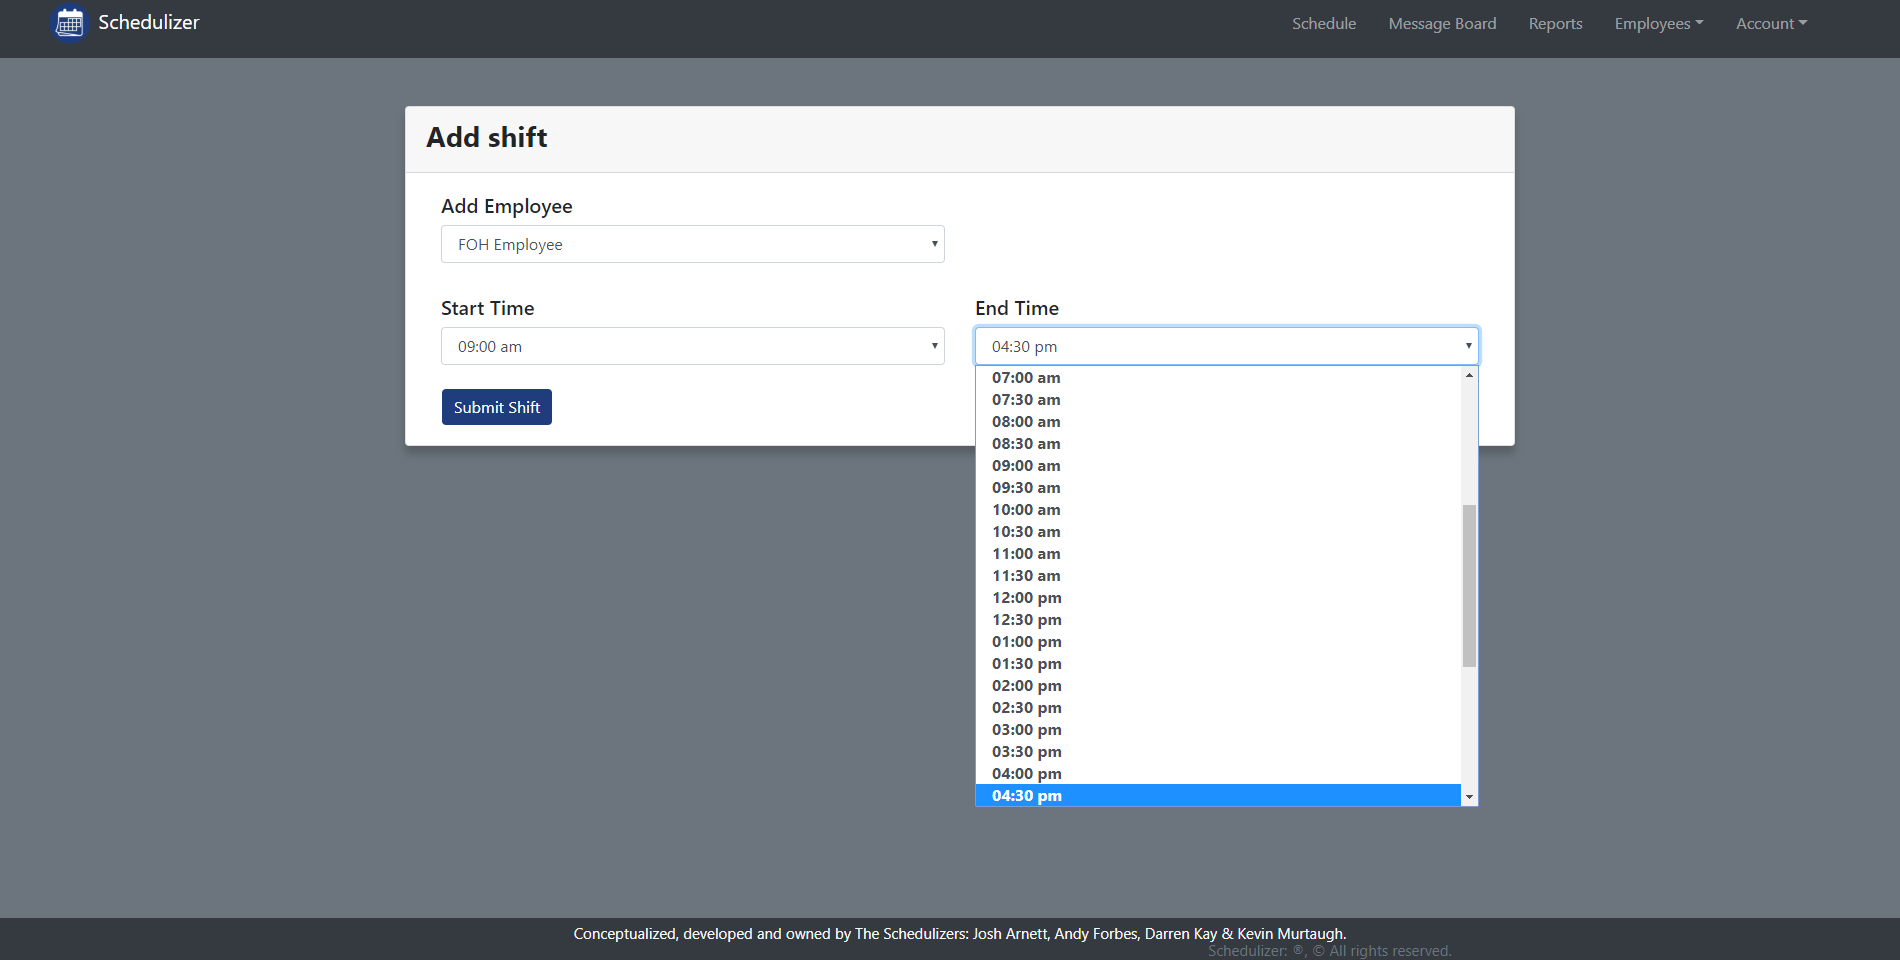 Schedulizer
Schedule Message Board Reports Employees Account
Add shift
Add Employee
FOH Employee
Start Time End Time
09:00 am 04:30 pm
07:00 am
07:30 am
08:00 am
Submit Shift
08:30 am
09:00 am
09:30 am
10:00 am
10:30 am
11:00 am
11:30 am
12:00 pm
12:30 pm
01:00 pm
01:30 pm
02:00 pm
02:30 pm
03:00 pm
03:30 pm
04:00 pm
04:30 pm
Conceptualized, developed and owned by The Schedulizers: Josh Arnett, Andy Forbes, Darren Kay & Kevin Murtaugh.
Schedulizer: ®, © All rights reserved.